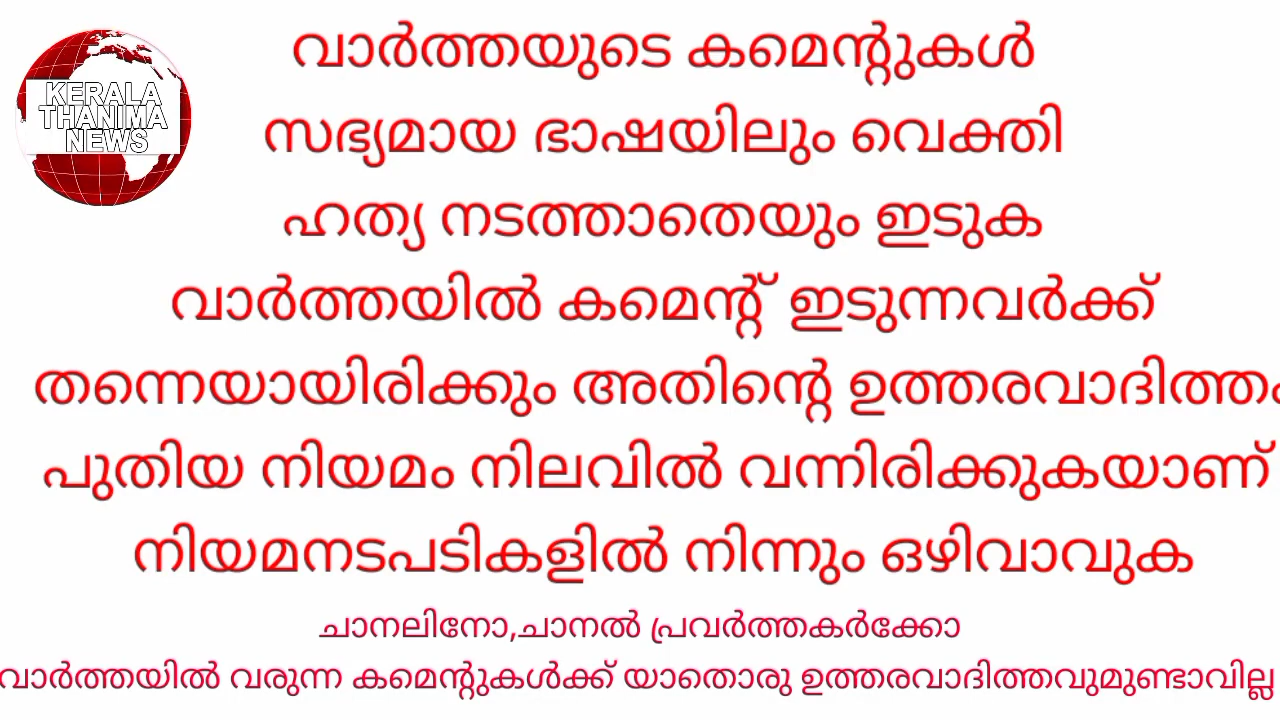 KERALA
THANIMA
NEWS
വാർത്തയുടെ കമെന്റുകൾ
സഭ്യമായ ഭാഷയിലും വെക്തി
ഹത്യ നടത്താതെയും ഇടുക
വാർത്തയിൽ കമെന്റ് ഇടുന്നവർക്ക്
തന്നെയായിരിക്കും അതിന്റെ ഉത്തരവാദിത്തം
പുതിയ നിയമം നിലവിൽ വന്നിരിക്കുകയാണ്
നിയമനടപടികളിൽ നിന്നും ഒഴിവാവുക
ചാനലിനോ,ചാനൽ പ്രവർത്തകർക്കോ
വാർത്തയിൽ വരുന്ന കമെന്റുകൾക്ക് യാതൊരു ഉത്തരവാദിത്തവുമുണ്ടാവില്ല